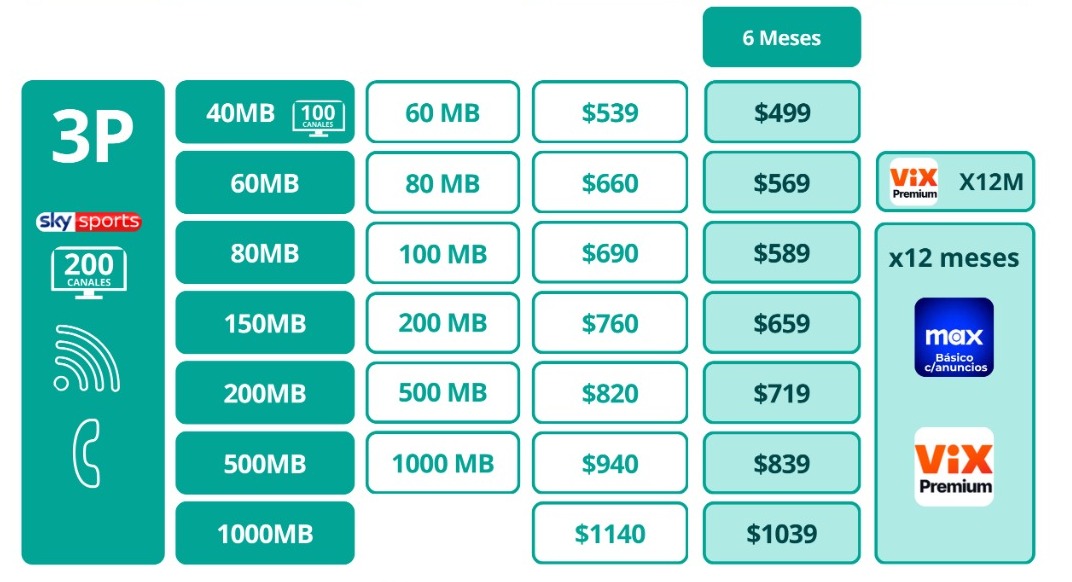 6 Meses
3P
sky sports
200
CANALES
40MB 100 CANALES 60 MB $539 $499
60MB 80 MB $660 $569 ViX Premium X12M
80MB 100 MB $690 $589
150MB 200 MB $760 $659
200MB 500 MB $820 $719
500MB 1000 MB $940 $839
1000MB $1140 $1039
x12 meses
max
Básico
c/anuncios
ViX
Premium